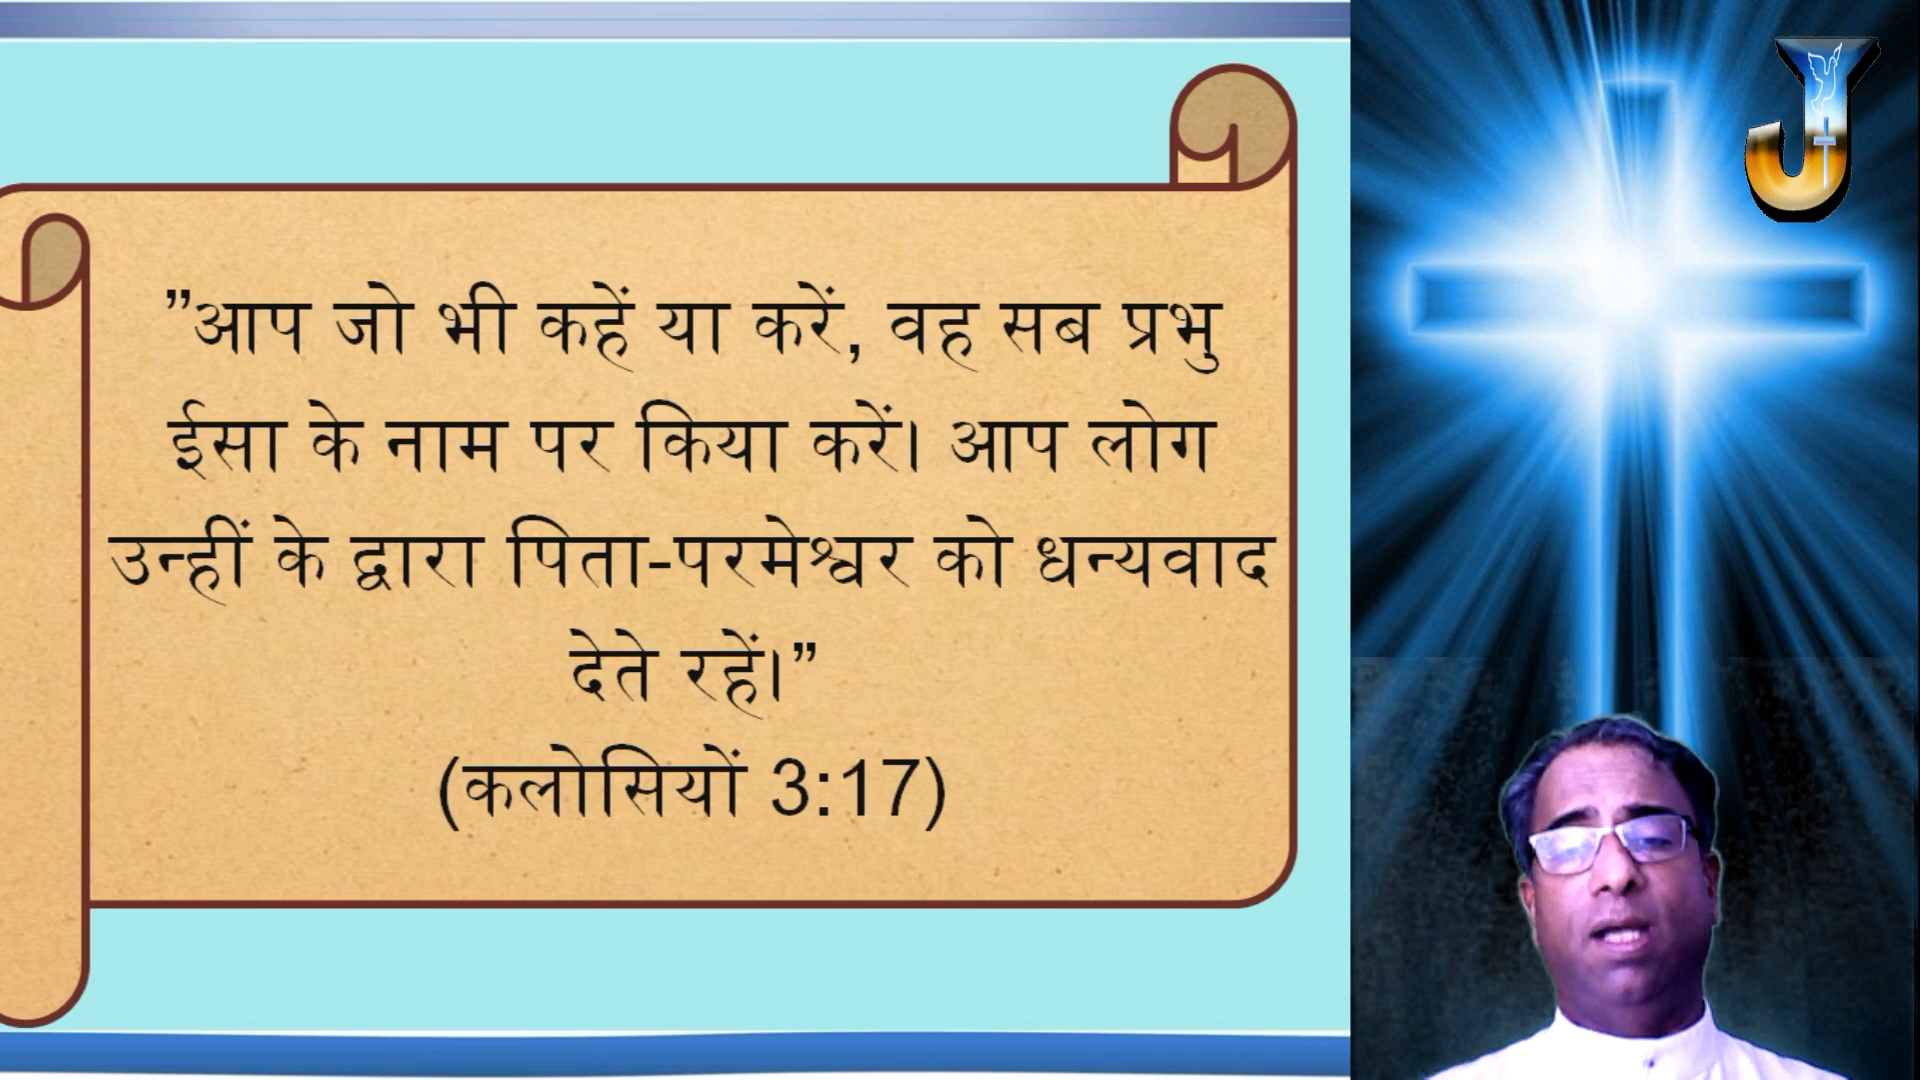 ”आप जो भी कहें या करें, वह सब प्रभु
ईसा के नाम पर किया करें। आप लोग
उन्हीं के द्वारा पिता-परमेश्वर को धन्यवाद
देते रहें।”
(कलोसियों 3:17)